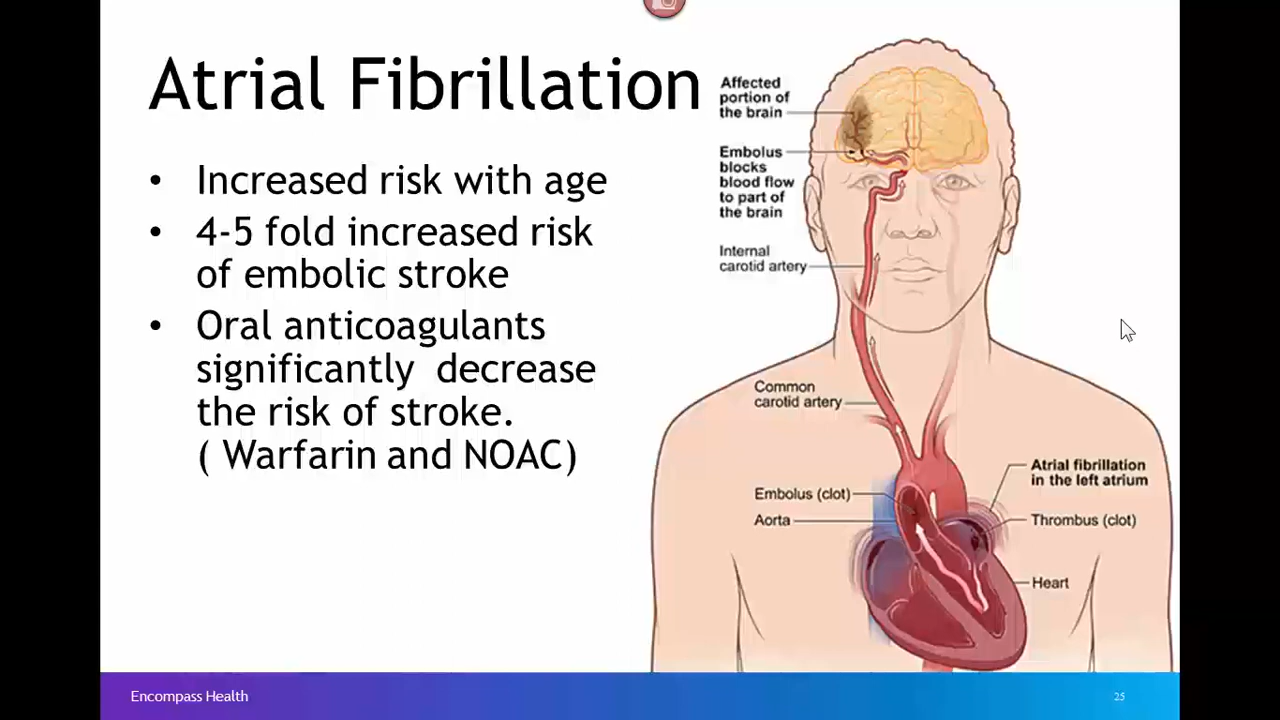 Atrial Fibrillation
• Increased risk with age
• 4-5 fold increased risk
of embolic stroke
• Oral anticoagulants
significantly  decrease
the risk of stroke.
( Warfarin and NOAC)
Affected
portion of
the brain
Embolus
blocks
blood flow
to part of
the brain
Internal
carotid artery
Common
carotid artery
Embolus (clot)
Aorta
Atrial fibrillation
in the left atrium
Thrombus (clot)
Heart
Encompass Health
25